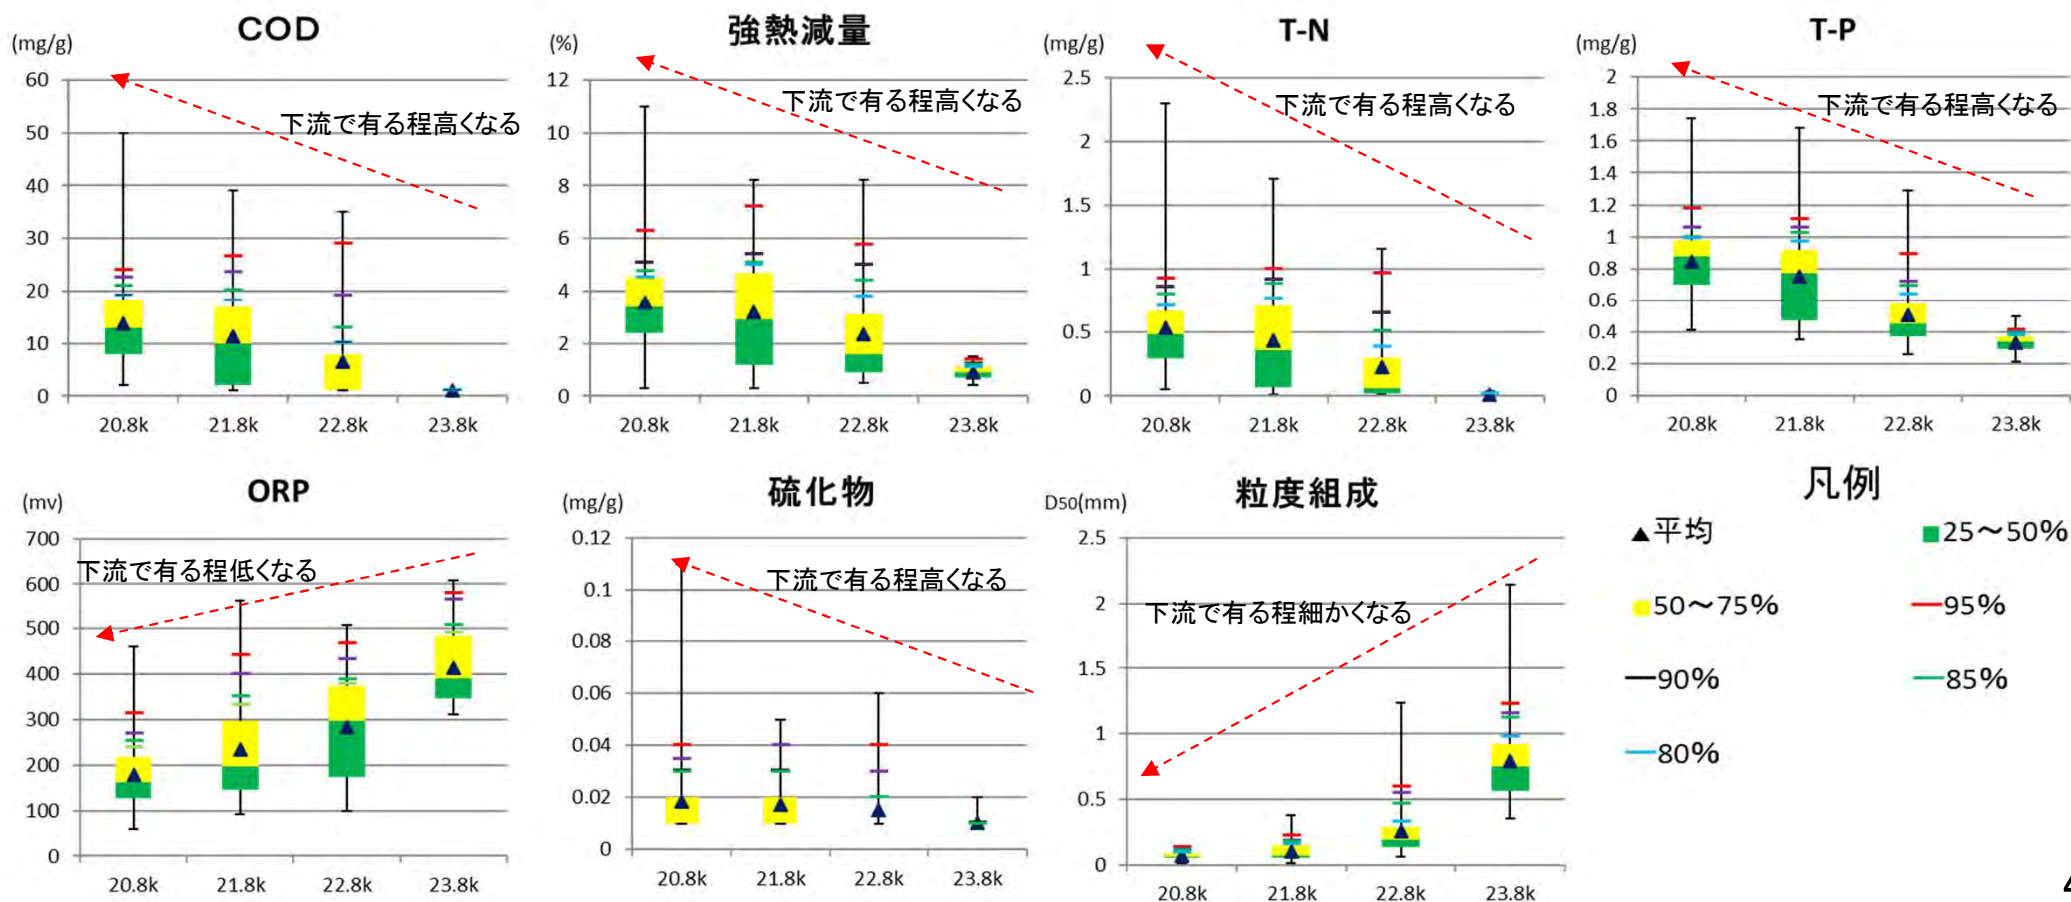 COD
(mg/g)
下流で有る程高くなる
60
50
40
30
20
10
0
20.8k 21.8k 22.8k 23.8k
強熱減量
(%)
下流で有る程高くなる
12
10
8
6
4
2
0
20.8k 21.8k 22.8k 23.8k
T-N
(mg/g)
下流で有る程高くなる
2.5
2
1.5
1
0.5
0
20.8k 21.8k 22.8k 23.8k
T-P
(mg/g)
下流で有る程高くなる
2
1.8
1.6
1.4
1.2
1
0.8
0.6
0.4
0.2
0
20.8k 21.8k 22.8k 23.8k
ORP
(mv)
下流で有る程低くなる
700
600
500
400
300
200
100
0
20.8k 21.8k 22.8k 23.8k
硫化物
(mg/g)
下流で有る程高くなる
0.12
0.1
0.08
0.06
0.04
0.02
0
20.8k 21.8k 22.8k 23.8k
粒度組成
D50(mm)
下流で有る程細かくなる
2.5
2
1.5
1
0.5
0
20.8k 21.8k 22.8k 23.8k
凡例
平均 25～50%
50～75% 95%
90% 85%
80%